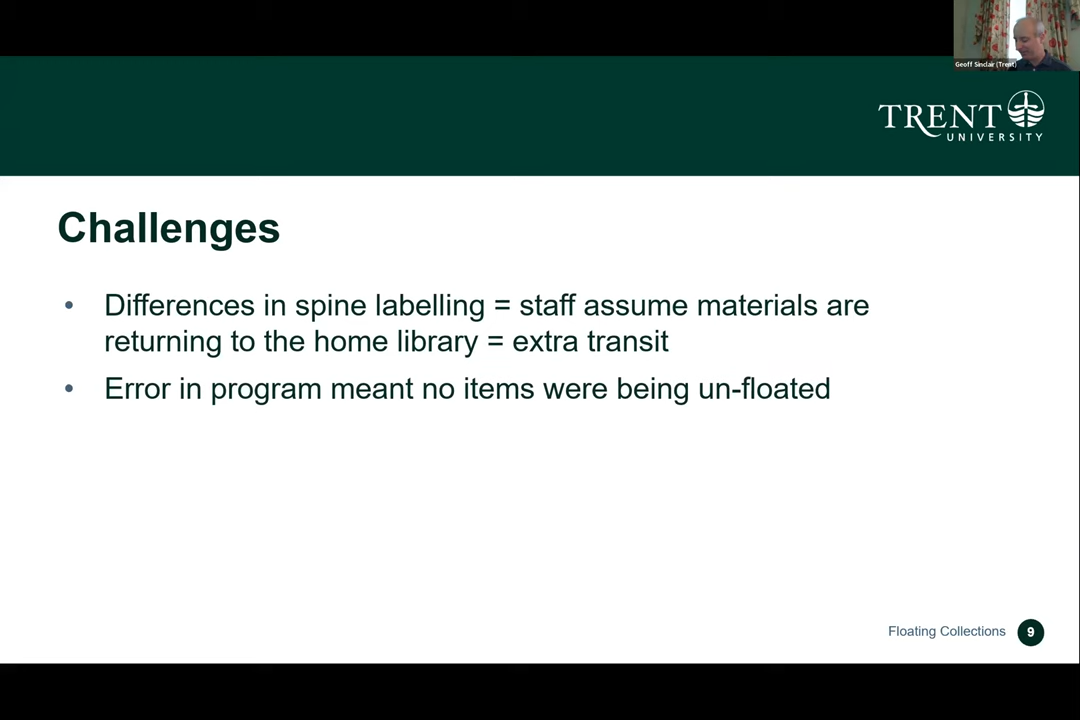 Geoff Sinclair (Trent)
TRENT
UNIVERSITY
Challenges
• Differences in spine labelling = staff assume materials are
returning to the home library = extra transit
• Error in program meant no items were being un-floated
Floating Collections 9